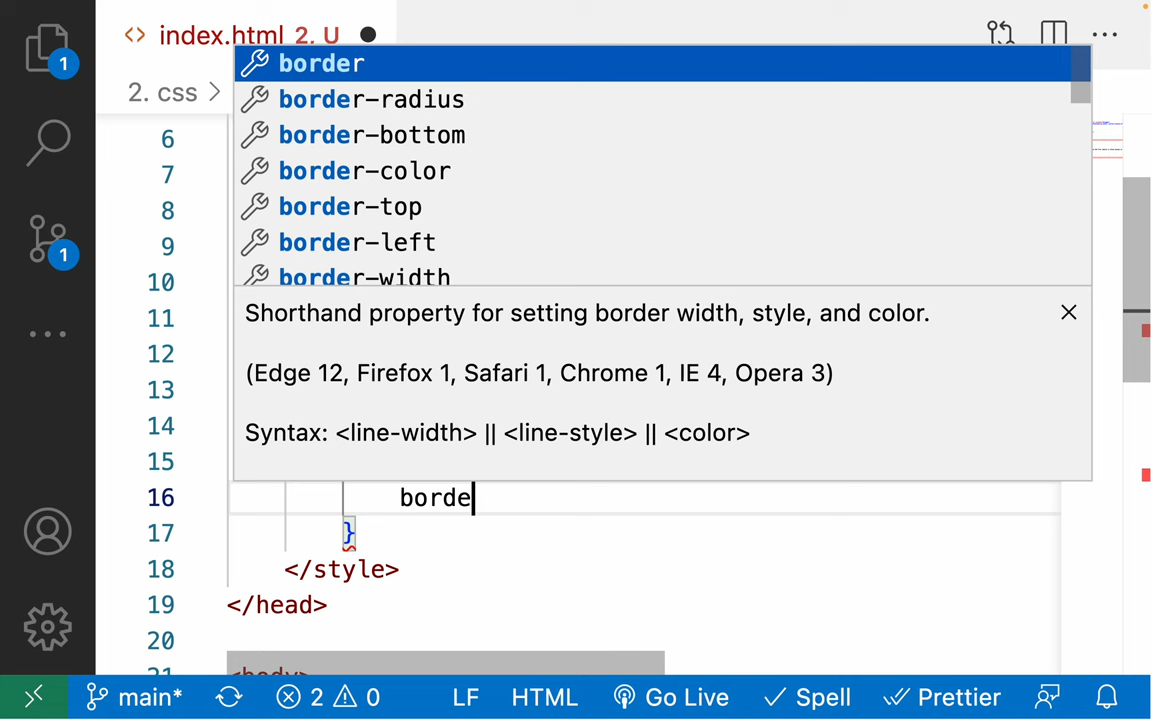 index.html 2, U
2. css
border
border-radius
border-bottom
border-color
border-top
border-left
border-width
Shorthand property for setting border width, style, and color.
(Edge 12, Firefox 1, Safari 1, Chrome 1, IE 4, Opera 3)
Syntax: <line-width> || <line-style> || <color>
1
1
6
7
8
9
10
11
12
13
14
15
16 borde
17 }
18 </style>
19 </head>
20
21 <body>
main* 2 0 LF HTML Go Live Spell Prettier